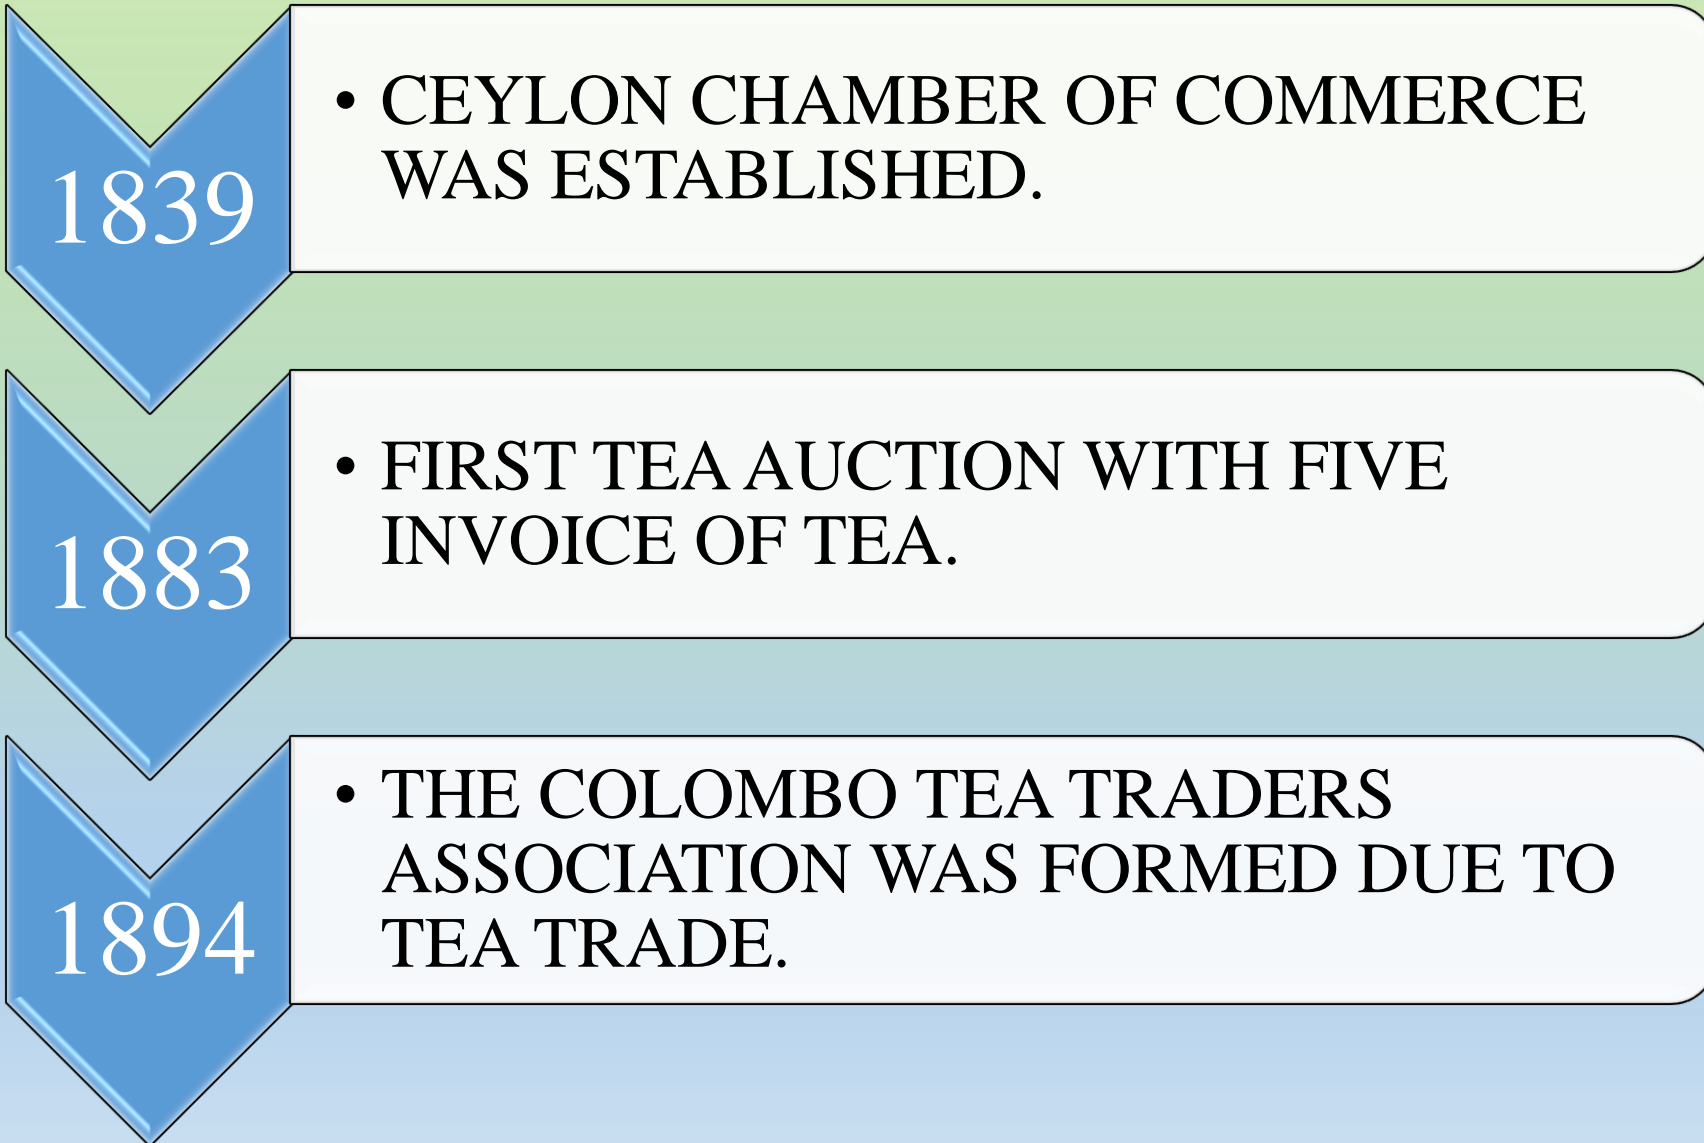 1839
• CEYLON CHAMBER OF COMMERCE
WAS ESTABLISHED.
1883
• FIRST TEA AUCTION WITH FIVE
INVOICE OF TEA.
1894
• THE COLOMBO TEA TRADERS
ASSOCIATION WAS FORMED DUE TO
TEA TRADE.